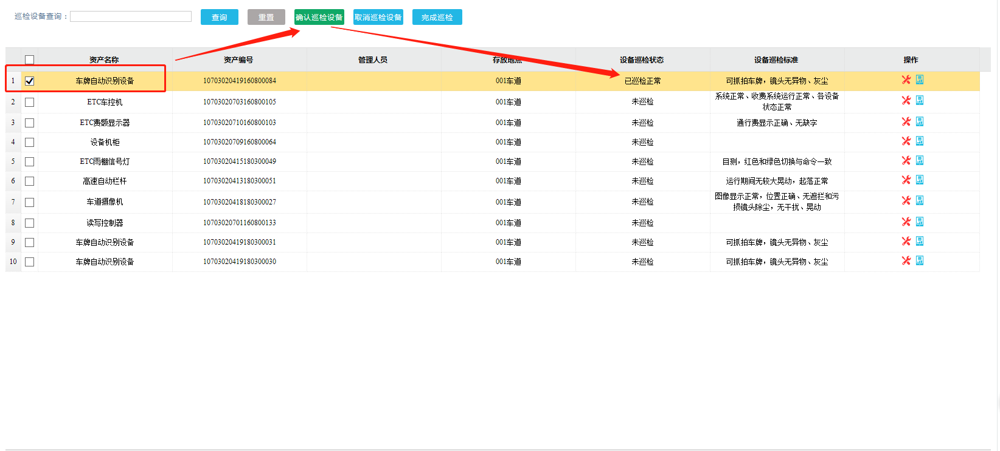 巡检设备查询： 查询 重置 确认巡检设备 取消巡检设备 完成巡检
资产名称 资产编号 管理人员 存放地点 设备巡检状态 设备巡检标准 操作
1 车牌自动识别设备 10703020419160800084 001车道 已巡检正常 可抓拍车牌，镜头无异物、灰尘
2 ETC车控机 10703020703160800105 001车道 未巡检 系统正常、收费系统运行正常、各设备
状态正常
3 ETC费额显示器 10703020710160800103 001车道 未巡检 通行费显示正确、无缺字
4 设备机柜 10703020709160800064 001车道 未巡检
5 ETC雨棚信号灯 10703020415180300049 001车道 未巡检 目测，红色和绿色切换与命令一致
6 高速自动栏杆 10703020413180300051 001车道 未巡检 运行期间无较大晃动，起落正常
7 车道摄像机 10703020418180300027 001车道 未巡检 图像显示正常，位置正确、无遮拦和污
损镜头除尘，无干扰、晃动
8 读写控制器 10703020701160800133 001车道 未巡检
9 车牌自动识别设备 10703020419180300031 001车道 未巡检 可抓拍车牌，镜头无异物、灰尘
10 车牌自动识别设备 10703020419180300030 001车道 未巡检 可抓拍车牌，镜头无异物、灰尘